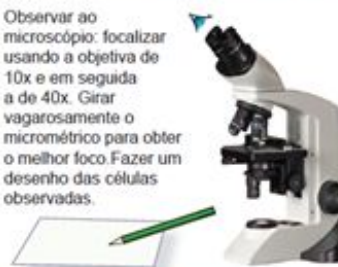 Observar ao
microscópio: focalizar
usando a objetiva de
10x e em seguida
a de 40x. Girar
vagarosamente o
micrométrico para obter
o melhor foco.Fazer um
desenho das células
observadas.